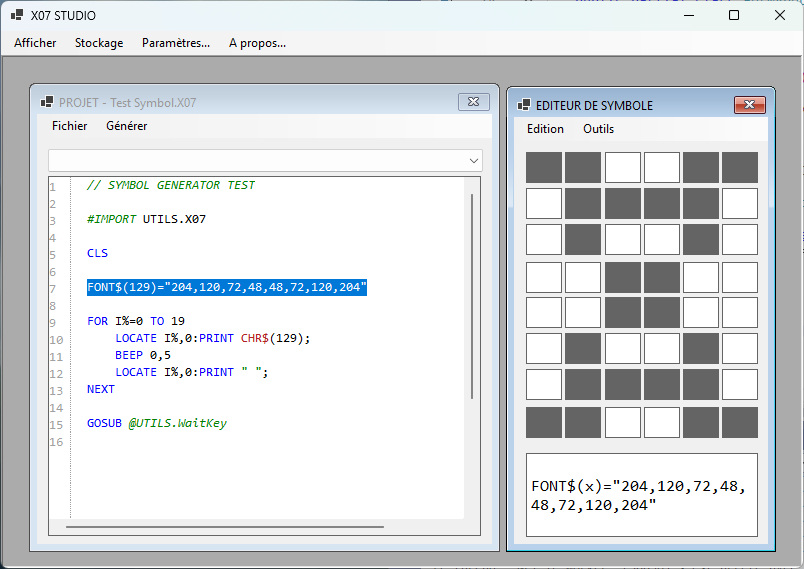 X07 STUDIO
Afficher Stockage Paramètres... A propos...
PROJET - Test Symbol.X07
Fichier Générer
1 // SYMBOL GENERATOR TEST
2
3 #IMPORT UTILS.X07
4
5 CLS
6
7 FONT$(129)="204,120,72,48,48,72,120,204"
8
9 FOR I%=0 TO 19
10 LOCATE I%,0:PRINT CHR$(129);
11 BEEP 0,5
12 LOCATE I%,0:PRINT " ";
13 NEXT
14
15 GOSUB @UTILS.WaitKey
16
EDITEUR DE SYMBOLE
Edition Outils
FONT$(x)="204,120,72,48,
48,72,120,204"